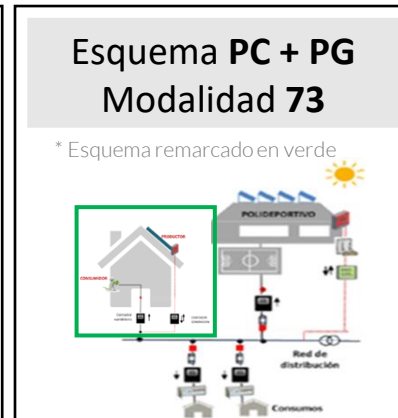 Esquema PC + PG
Modalidad 73
* Esquema remarcado en verde
POLIDEPORTIVO
PRODUCTOR
CONSUMIDOR
Red de
distribución
Consumos